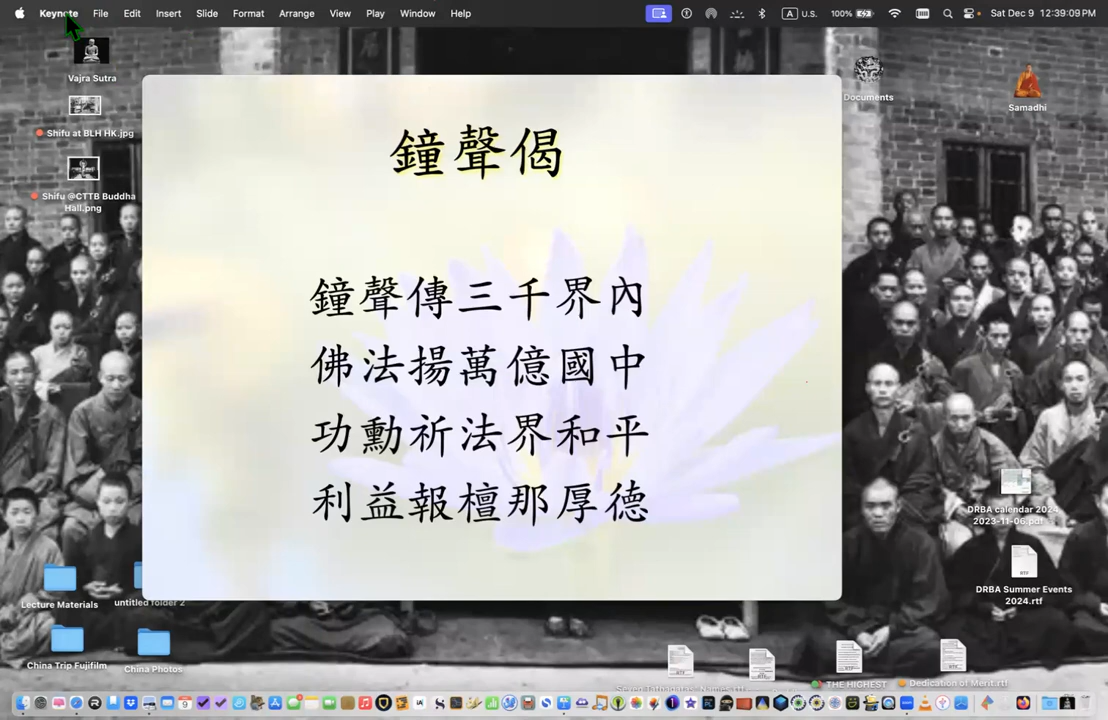 Keynote File Edit Insert Slide Format Arrange View Play Window Help A U.S. 100% Sat Dec 9 12:39:09 PM
Vajra Sutra
Shifu at BLH HK.jpg
Shifu @CTTB Buddha
Hall.png
Documents
Samadhi
鐘聲偈
鐘聲傳三千界內
佛法揚萬億國中
功勳祈法界和平
利益報檀那厚德
DRBA calendar 2024
2023-11-06.pdf
DRBA Summer Events
2024.rtf
Lecture Materials
untitled folder 2
China Trip Fujifilm
China Photos
THE HIGHEST
Dedication of Merit.rtf